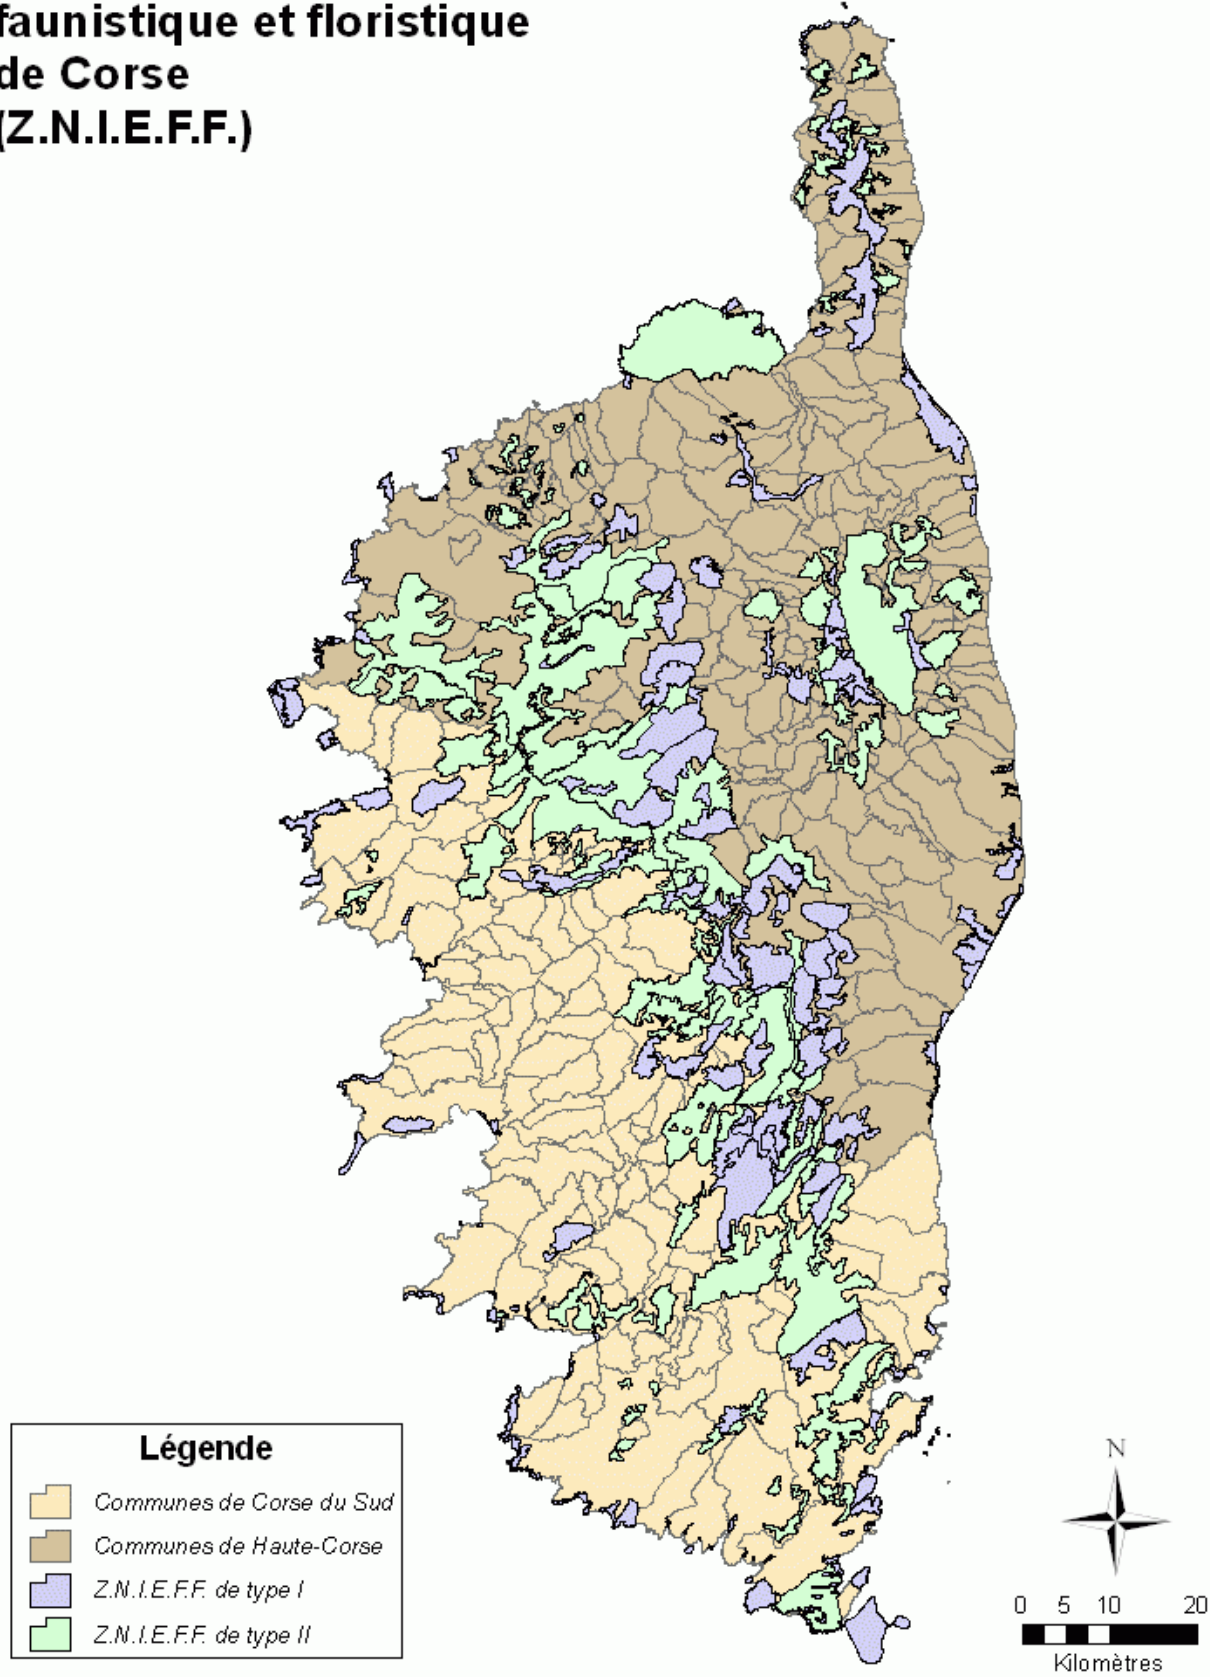 faunistique et floristique
de Corse
(Z.N.I.E.F.F.)
Légende
Communes de Corse du Sud
Communes de Haute-Corse
Z.N.I.E.F.F. de type I
Z.N.I.E.F.F. de type II
N
0 5 10 20
Kilomètres